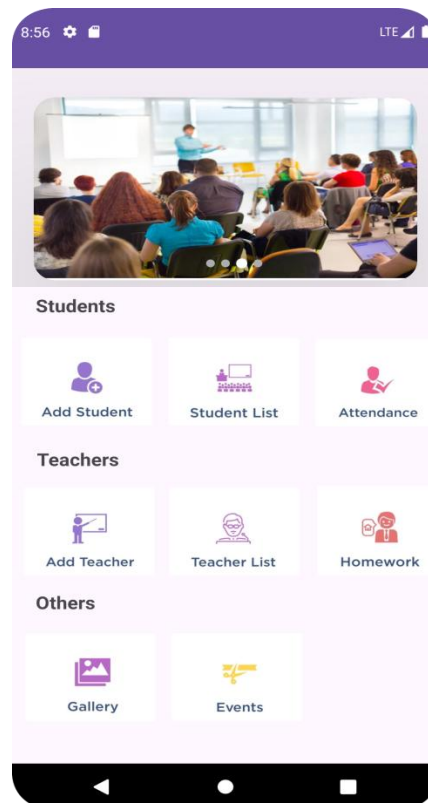 8:56 LTE
Students
Add Student Student List Attendance
Teachers
Add Teacher Teacher List Homework
Others
Gallery Events